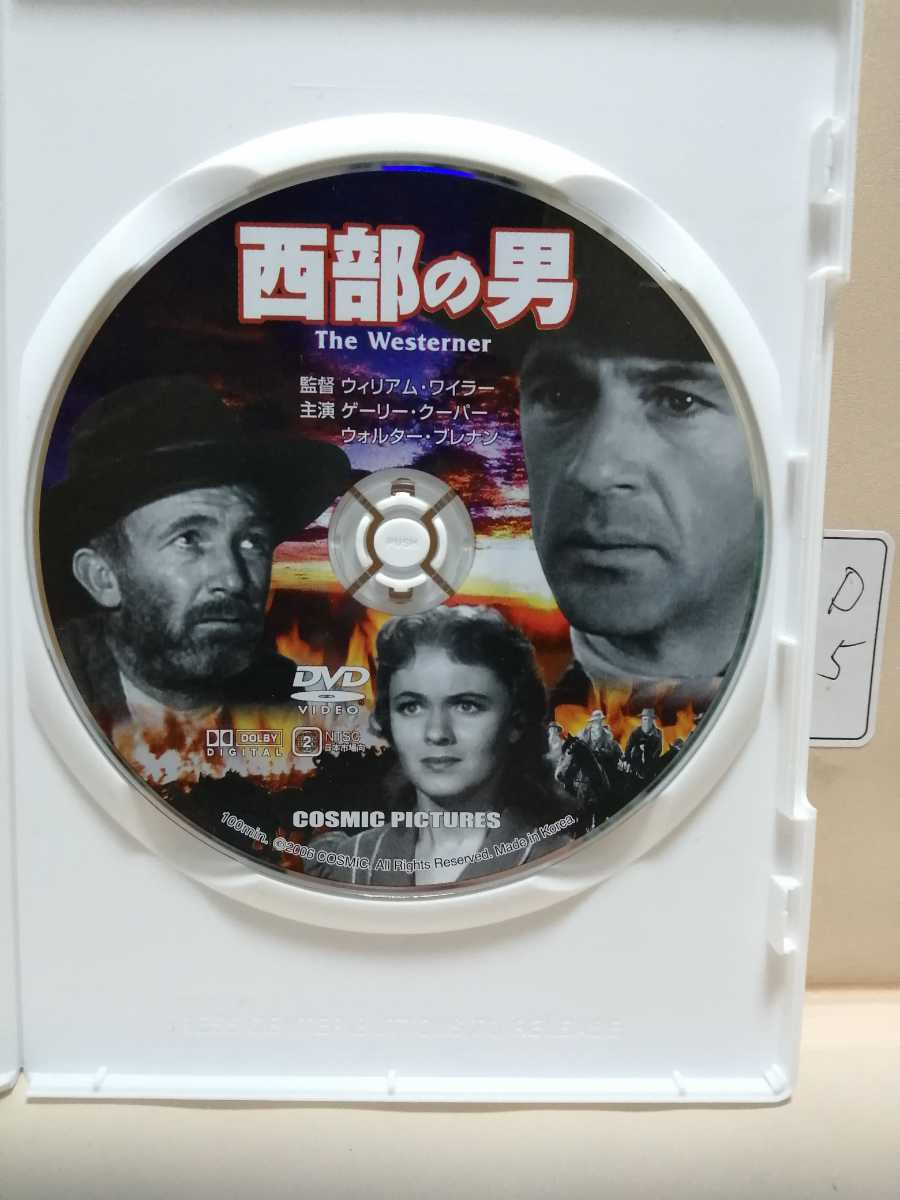 西部の男
The Westerner
監督 ウィリアム・ワイラー
主演 ゲーリー・クーパー
ウォルター・ブレナン
PUSH
DVD
VIDEO
DOLBY
DIGITAL
2
NTSC
日本市場向
COSMIC PICTURES
100min. ©2006 COSMIC. All Rights Reserved. Made in Korea
D
5